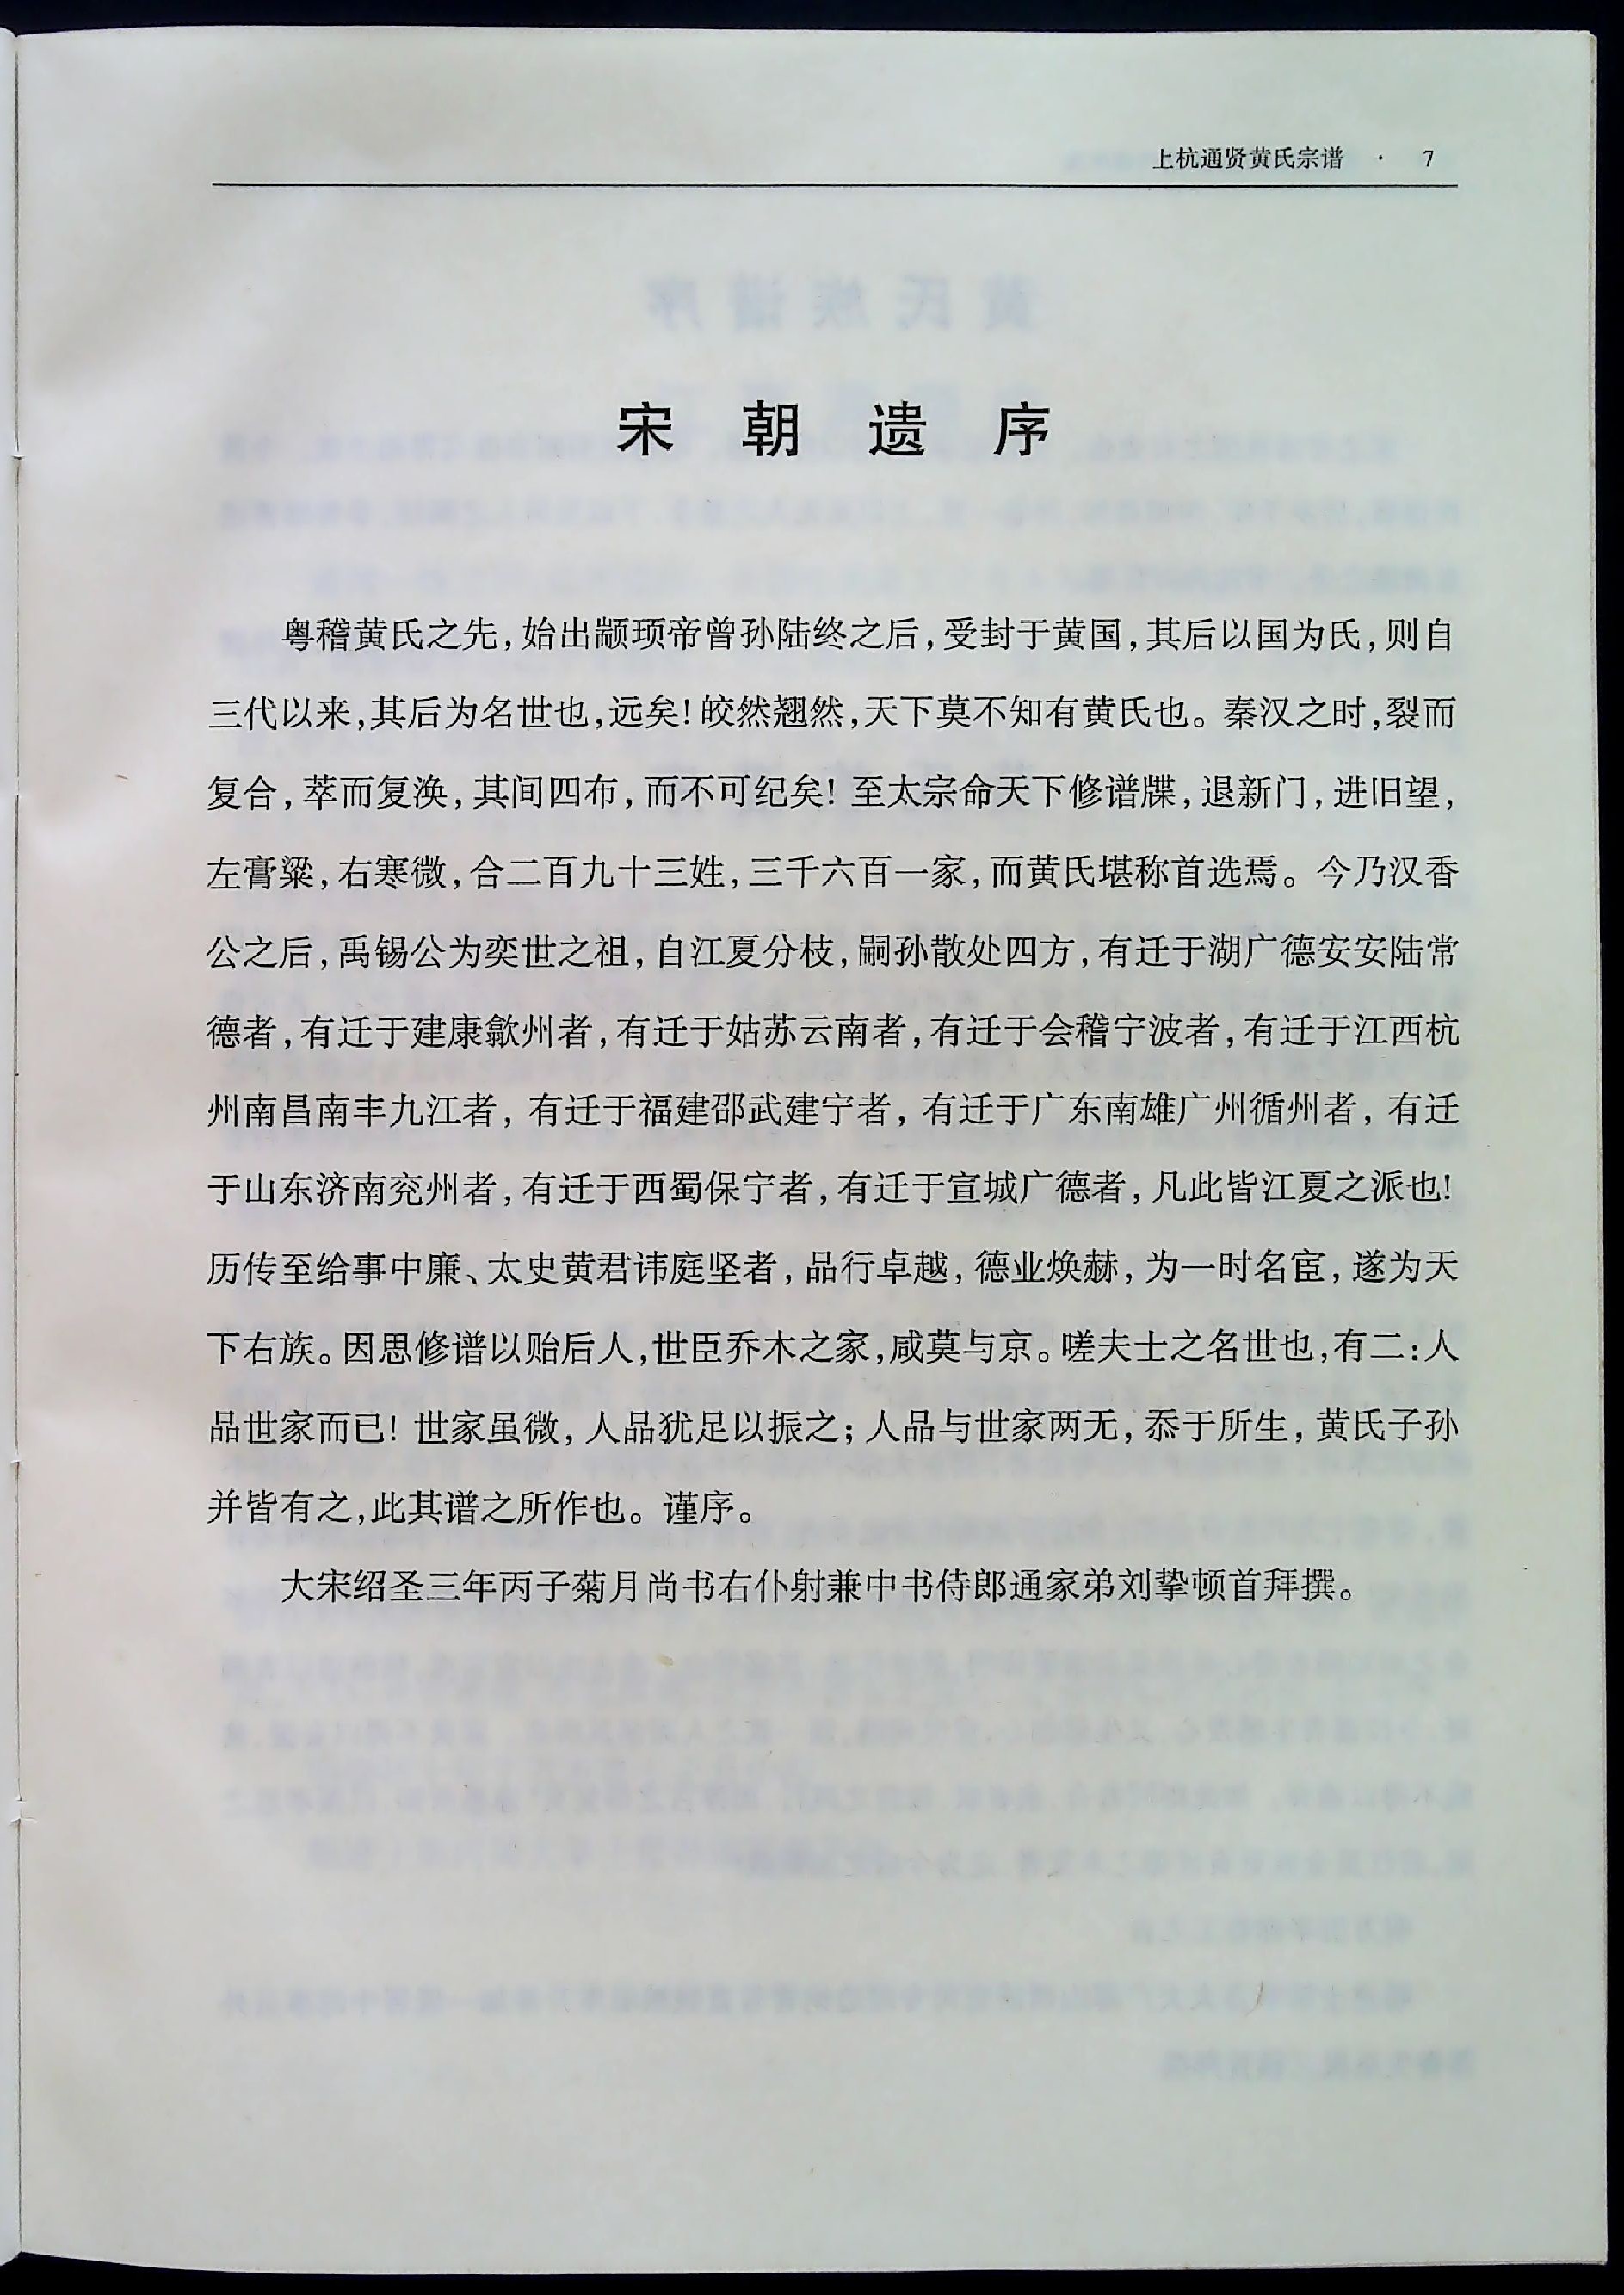 上杭通贤黄氏宗谱 · 7
宋朝遗序
粤稽黄氏之先,始出颛顼帝曾孙陆终之后,受封于黄国,其后以国为氏,则自
三代以来,其后为名世也,远矣!皎然翘然,天下莫不知有黄氏也。秦汉之时,裂而
复合,萃而复涣,其间四布,而不可纪矣!至太宗命天下修谱牒,退新门,进旧望,
左膏粱,右寒微,合二百九十三姓,三千六百一家,而黄氏堪称首选焉。今乃汉香
公之后,禹锡公为奕世之祖,自江夏分枝,嗣孙散处四方,有迁于湖广德安安陆常
德者,有迁于建康歙州者,有迁于姑苏云南者,有迁于会稽宁波者,有迁于江西杭
州南昌南丰九江者,有迁于福建邵武建宁者,有迁于广东南雄广州循州者,有迁
于山东济南兖州者,有迁于西蜀保宁者,有迁于宣城广德者,凡此皆江夏之派也!
历传至给事中廉、太史黄君讳庭坚者,品行卓越,德业焕赫,为一时名宦,遂为天
下右族。因思修谱以贻后人,世臣乔木之家,咸莫与京。嗟夫士之名世也,有二:人
品世家而已!世家虽微,人品犹足以振之;人品与世家两无,忝于所生,黄氏子孙
并皆有之,此其谱之所作也。谨序。
大宋绍圣三年丙子菊月尚书右仆射兼中书侍郎通家弟刘挚顿首拜撰。